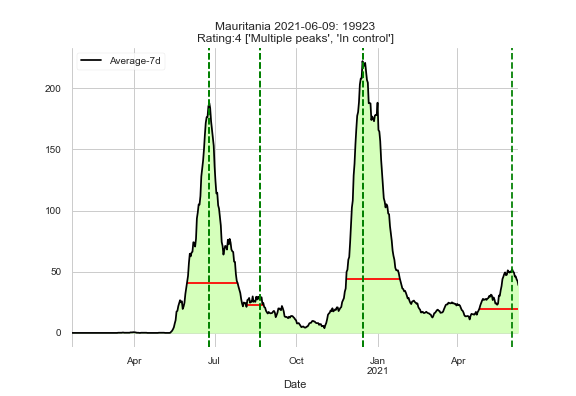 Mauritania 2021-06-09: 19923
Rating:4 ['Multiple peaks', 'In control']
Average-7d
200
150
100
50
0
Apr
Jul
Oct
Jan
2021
Apr
Date